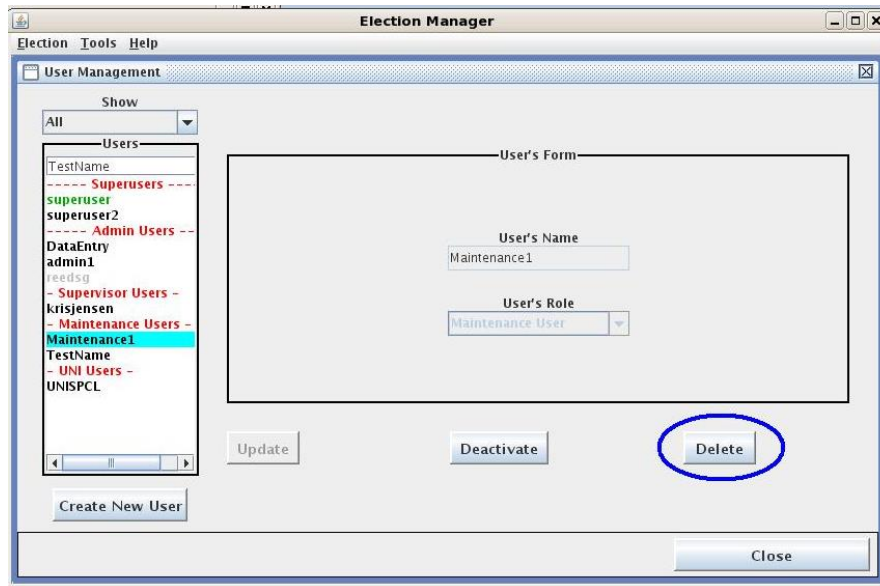 Election Manager
Election Tools Help
User Management
Show
All
Users
TestName
----- Superusers ----
superuser
superuser2
----- Admin Users --
DataEntry
admin1
reedsg
- Supervisor Users -
krisjensen
- Maintenance Users -
Maintenance1
TestName
- UNI Users -
UNISPCL
Create New User
User's Form
User's Name
Maintenance1
User's Role
Maintenance User
Update
Deactivate
Delete
Close